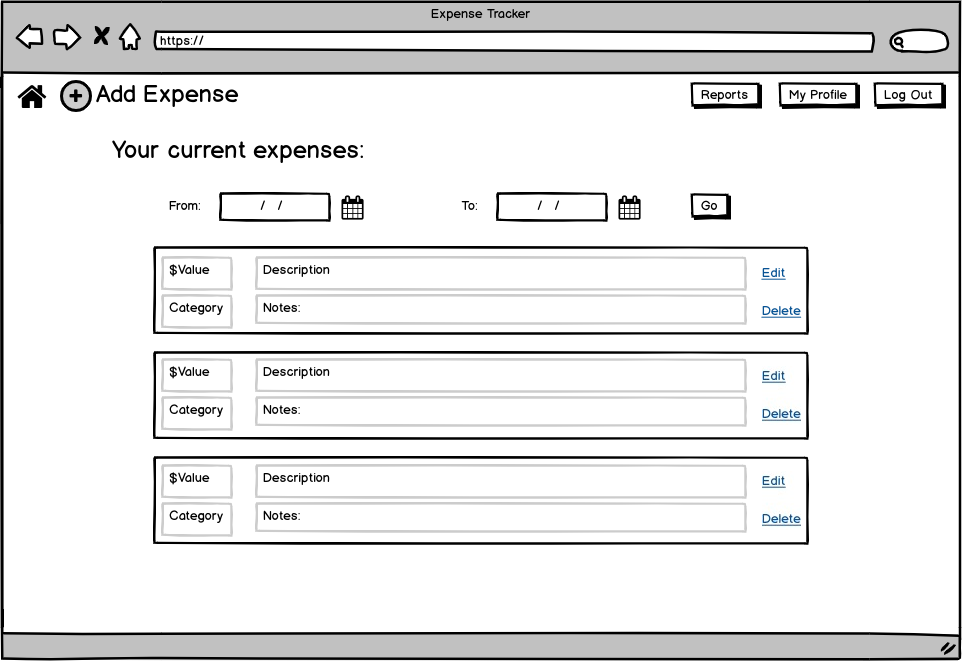 Expense Tracker
https://
Add Expense
Reports
My Profile
Log Out
Your current expenses:
From: / /
To: / /
Go
$Value
Description
Edit
Category
Notes:
Delete
$Value
Description
Edit
Category
Notes:
Delete
$Value
Description
Edit
Category
Notes:
Delete